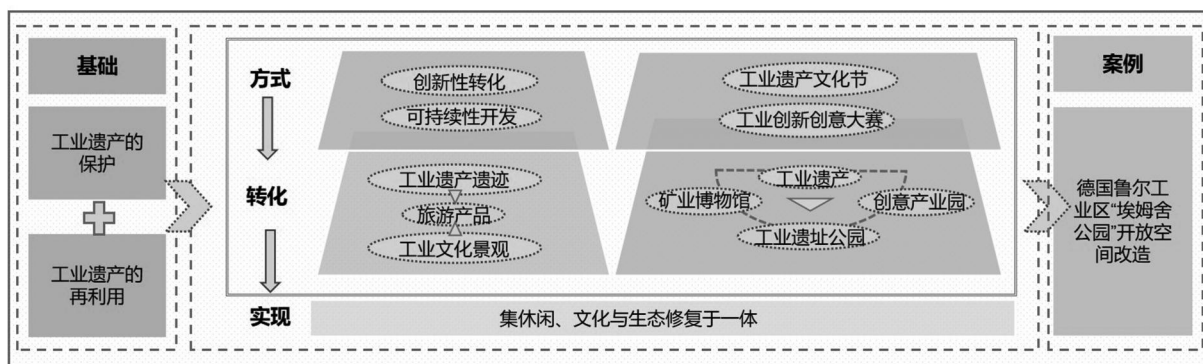 基础
工业遗产的
保护
工业遗产的
再利用
方式
创新性转化
可持续性开发
工业遗产文化节
工业创新创意大赛
转化
工业遗产遗迹
旅游产品
工业文化景观
工业遗产
矿业博物馆
创意产业园
工业遗址公园
实现
集休闲、文化与生态修复于一体
案例
德国鲁尔工
业区“埃姆舍
公园”开放空
间改造